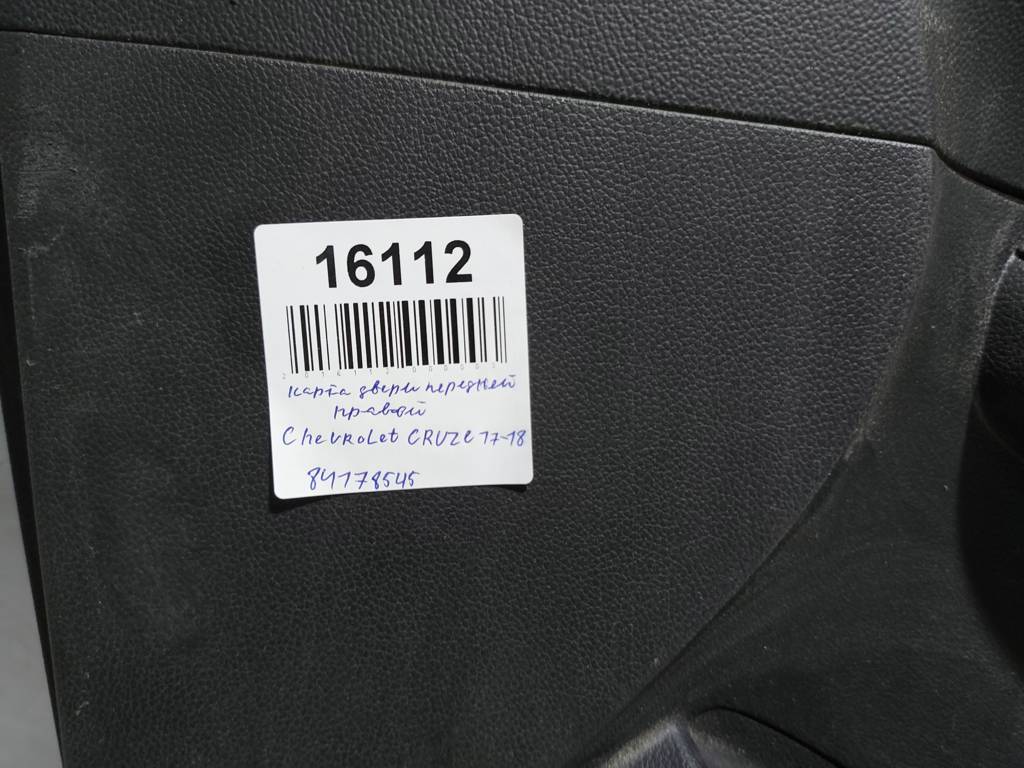 16112
карта двери передней
правой
Chevrolet CRUZE 17-18
84178545